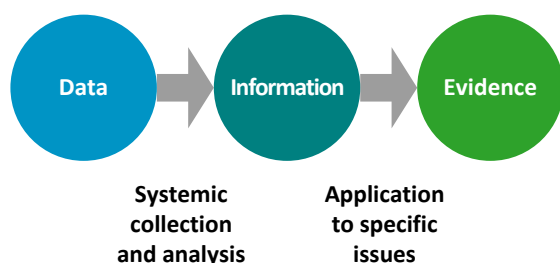 Data
Information
Evidence
Systemic
collection
and analysis
Application
to specific
issues